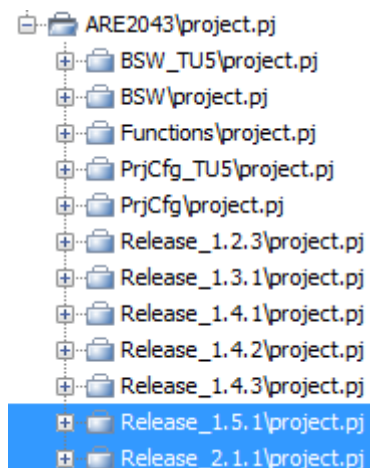 ARE2043\project.pj
BSW_TU5\project.pj
BSW\project.pj
Functions\project.pj
PrjCfg_TU5\project.pj
PrjCfg\project.pj
Release_1.2.3\project.pj
Release_1.3.1\project.pj
Release_1.4.1\project.pj
Release_1.4.2\project.pj
Release_1.4.3\project.pj
Release_1.5.1\project.pj
Release_2.1.1\project.pj